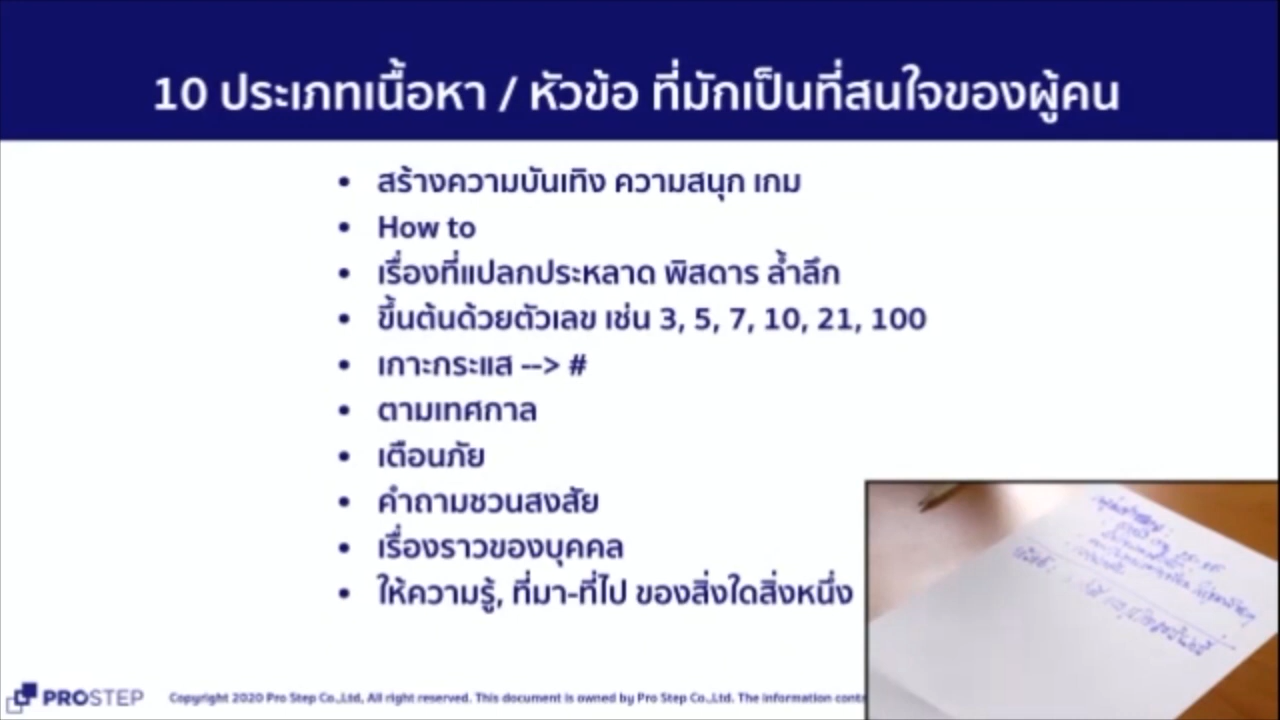 10 ประเภทเนื้อหา / หัวข้อ ที่มักเป็นที่สนใจของผู้คน
• สร้างความบันเทิง ความสนุก เกม
• How to
• เรื่องที่แปลกประหลาด พิสดาร ล้ำลึก
• ขึ้นต้นด้วยตัวเลข เช่น 3, 5, 7, 10, 21, 100
• เกาะกระแส --> #
• ตามเทศกาล
• เตือนภัย
• คำถามชวนสงสัย
• เรื่องราวของบุคคล
• ให้ความรู้, ที่มา-ที่ไป ของสิ่งใดสิ่งหนึ่ง
PROSTEP
Copyright 2020 Pro Step Co.,Ltd, All right reserved. This document is owned by Pro Step Co.,Ltd. The information